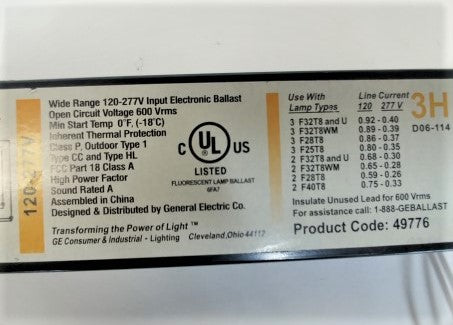 120-277V
Wide Range 120-277V Input Electronic Ballast
Open Circuit Voltage 600 Vrms
Min Start Temp 0°F, (-18°C)
Inherent Thermal Protection
Class P, Outdoor Type 1
Type CC and Type HL
FCC Part 18 Class A
High Power Factor
Sound Rated A
Assembled in China
Designed & Distributed by General Electric Co.
Transforming the Power of Light™
GE Consumer & Industrial - Lighting Cleveland, Ohio 44112
C UL US
®
LISTED
FLUORESCENT LAMP BALLAST
6FA7
Use With Line Current
Lamp Types 120 277 V
3 F32T8 and U 0.92 - 0.40
3 F32T8WM 0.89 - 0.39
3 F28T8 0.86 - 0.37
3 F25T8 0.80 - 0.35
2 F32T8 and U 0.68 - 0.30
2 F32T8WM 0.65 - 0.28
2 F28T8 0.59 - 0.26
2 F40T8 0.75 - 0.33
3H
D06-114
Insulate Unused Lead for 600 Vrms
For assistance call: 1-888-GEBALLAST
Product Code: 49776